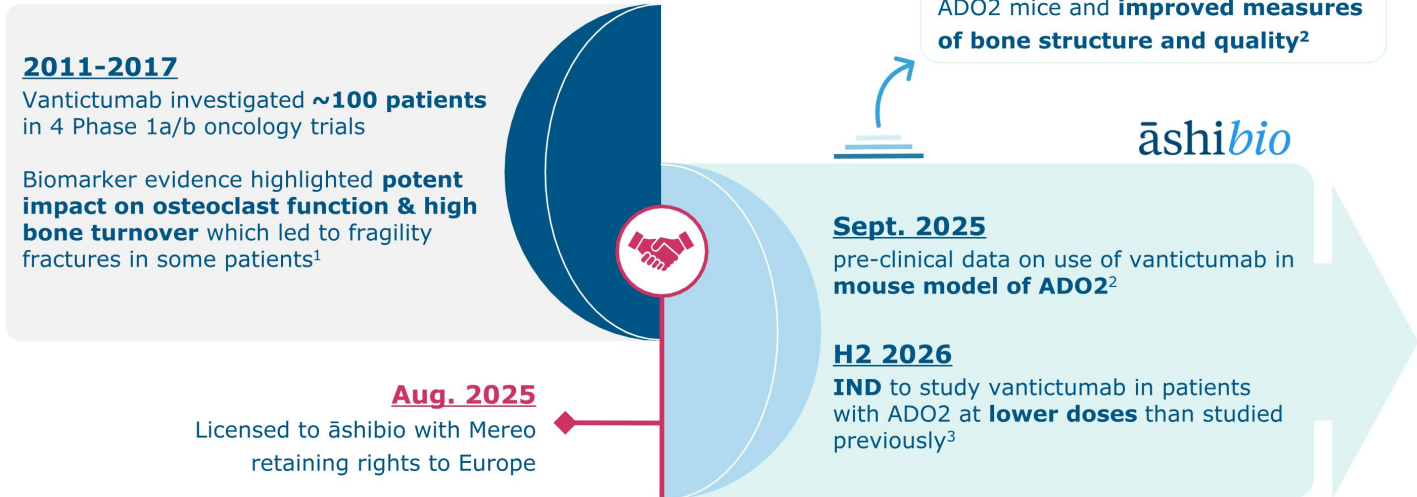 ADO2 mice and improved measures
of bone structure and quality²
2011-2017
Vantictumab investigated ~100 patients
in 4 Phase 1a/b oncology trials
Biomarker evidence highlighted potent
impact on osteoclast function & high
bone turnover which led to fragility
fractures in some patients¹
āshibio
Sept. 2025
pre-clinical data on use of vantictumab in
mouse model of ADO2²
H2 2026
IND to study vantictumab in patients
with ADO2 at lower doses than studied
previously³
Aug. 2025
Licensed to āshibio with Mereo
retaining rights to Europe